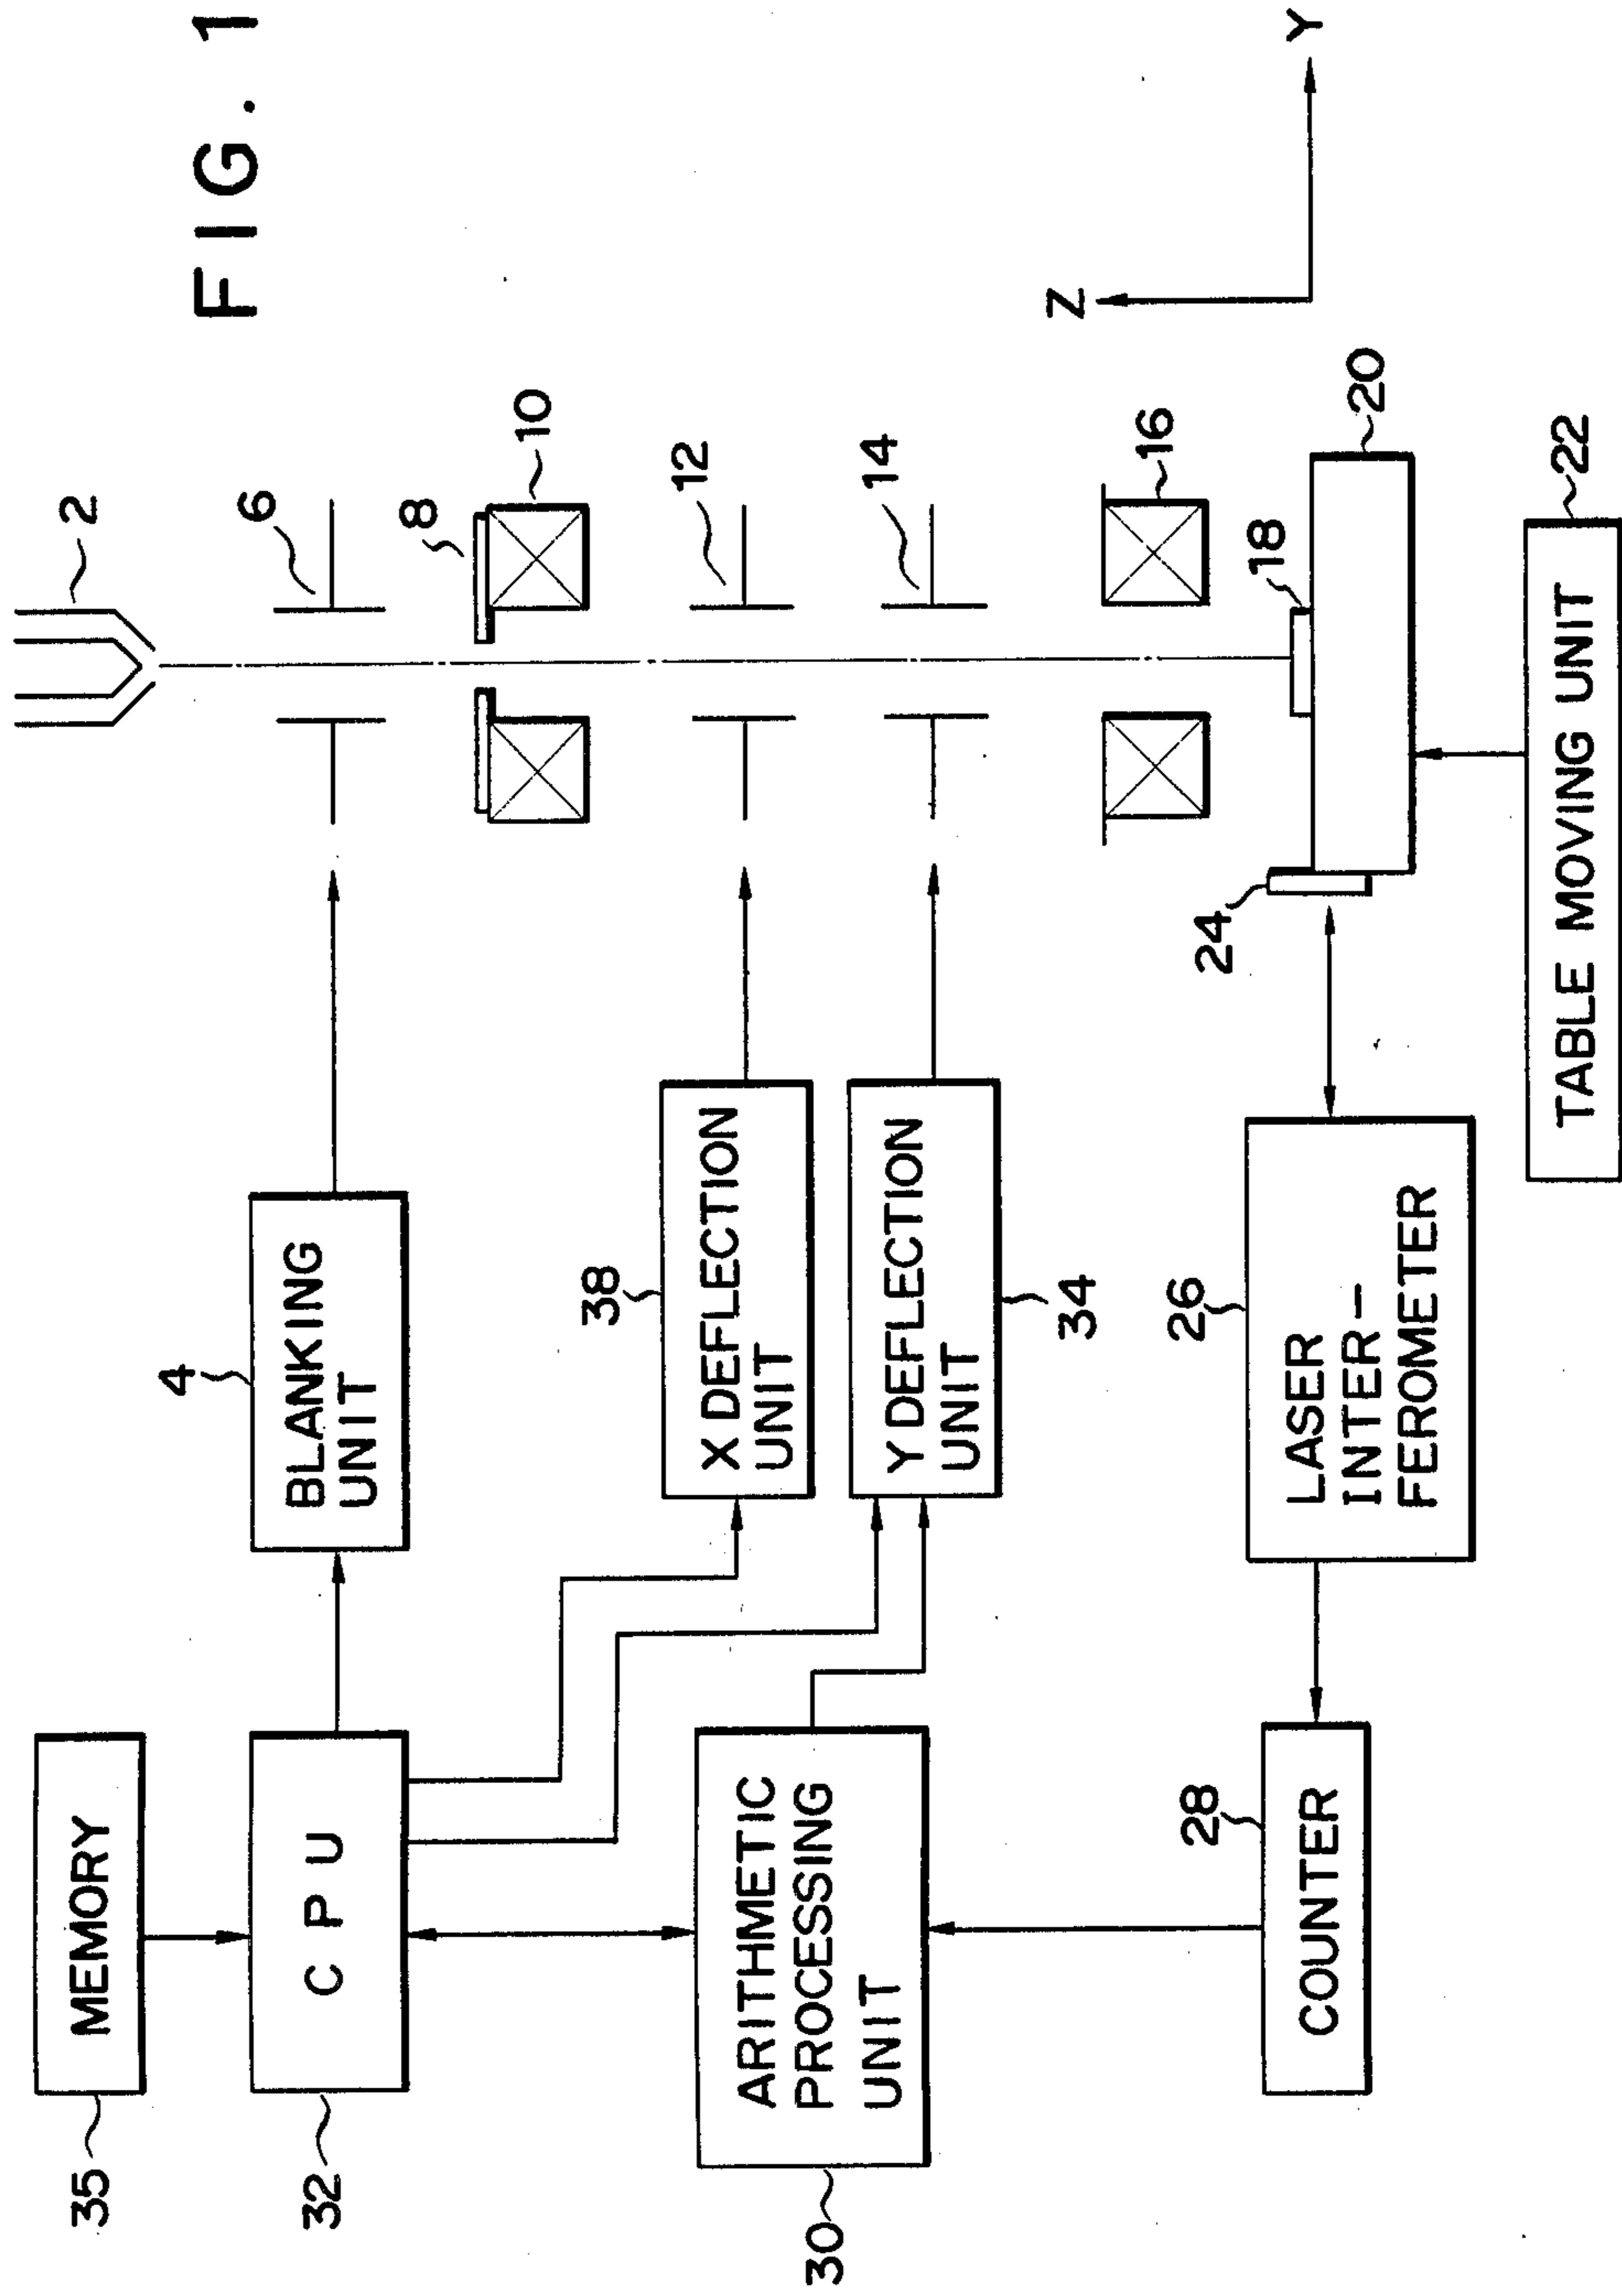 FIG. 1
2
6
8
10
12
14
16
18
20
22
24
Z
Y
TABLE MOVING UNIT
4
BLANKING
UNIT
38
X DEFLECTION
UNIT
Y DEFLECTION
UNIT
34
26
LASER
INTER-
FEROMETER
MEMORY
35
CPU
32
ARITHMETIC
PROCESSING
UNIT
30
28
COUNTER